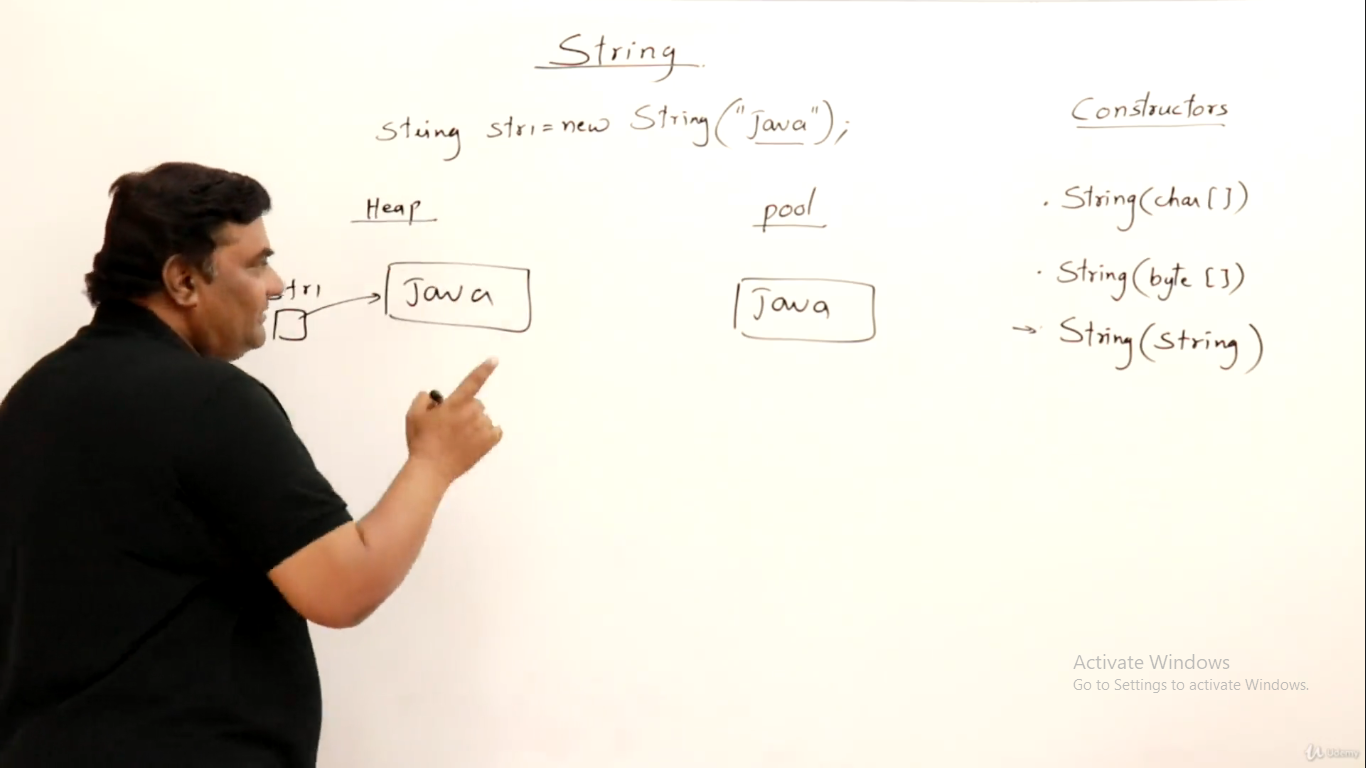 String
String str1 = new String("Java");
Constructors
Heap
pool
. String(char[])
str1
Java
Java
. String(byte [])
→ String(String)
Activate Windows
Go to Settings to activate Windows.
Udemy